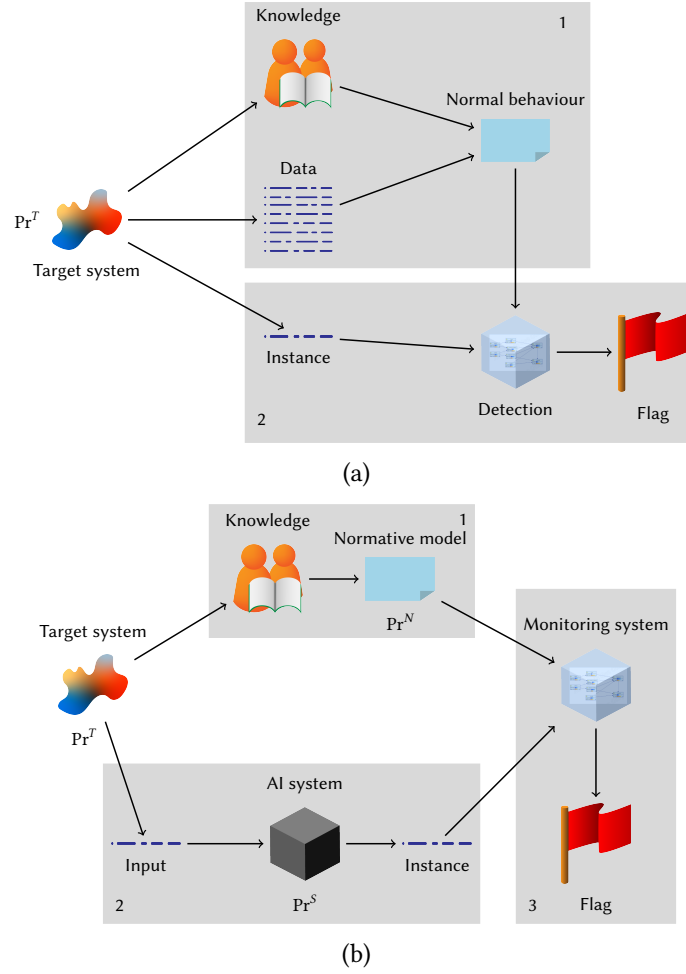 Knowledge
1
Normal behaviour
Data
Pr^T
Target system
Instance
Detection
2
Flag
(a)
Knowledge
1
Normative model
Pr^N
Target system
Monitoring system
Pr^T
AI system
Input
Instance
2
Pr^S
3
Flag
(b)